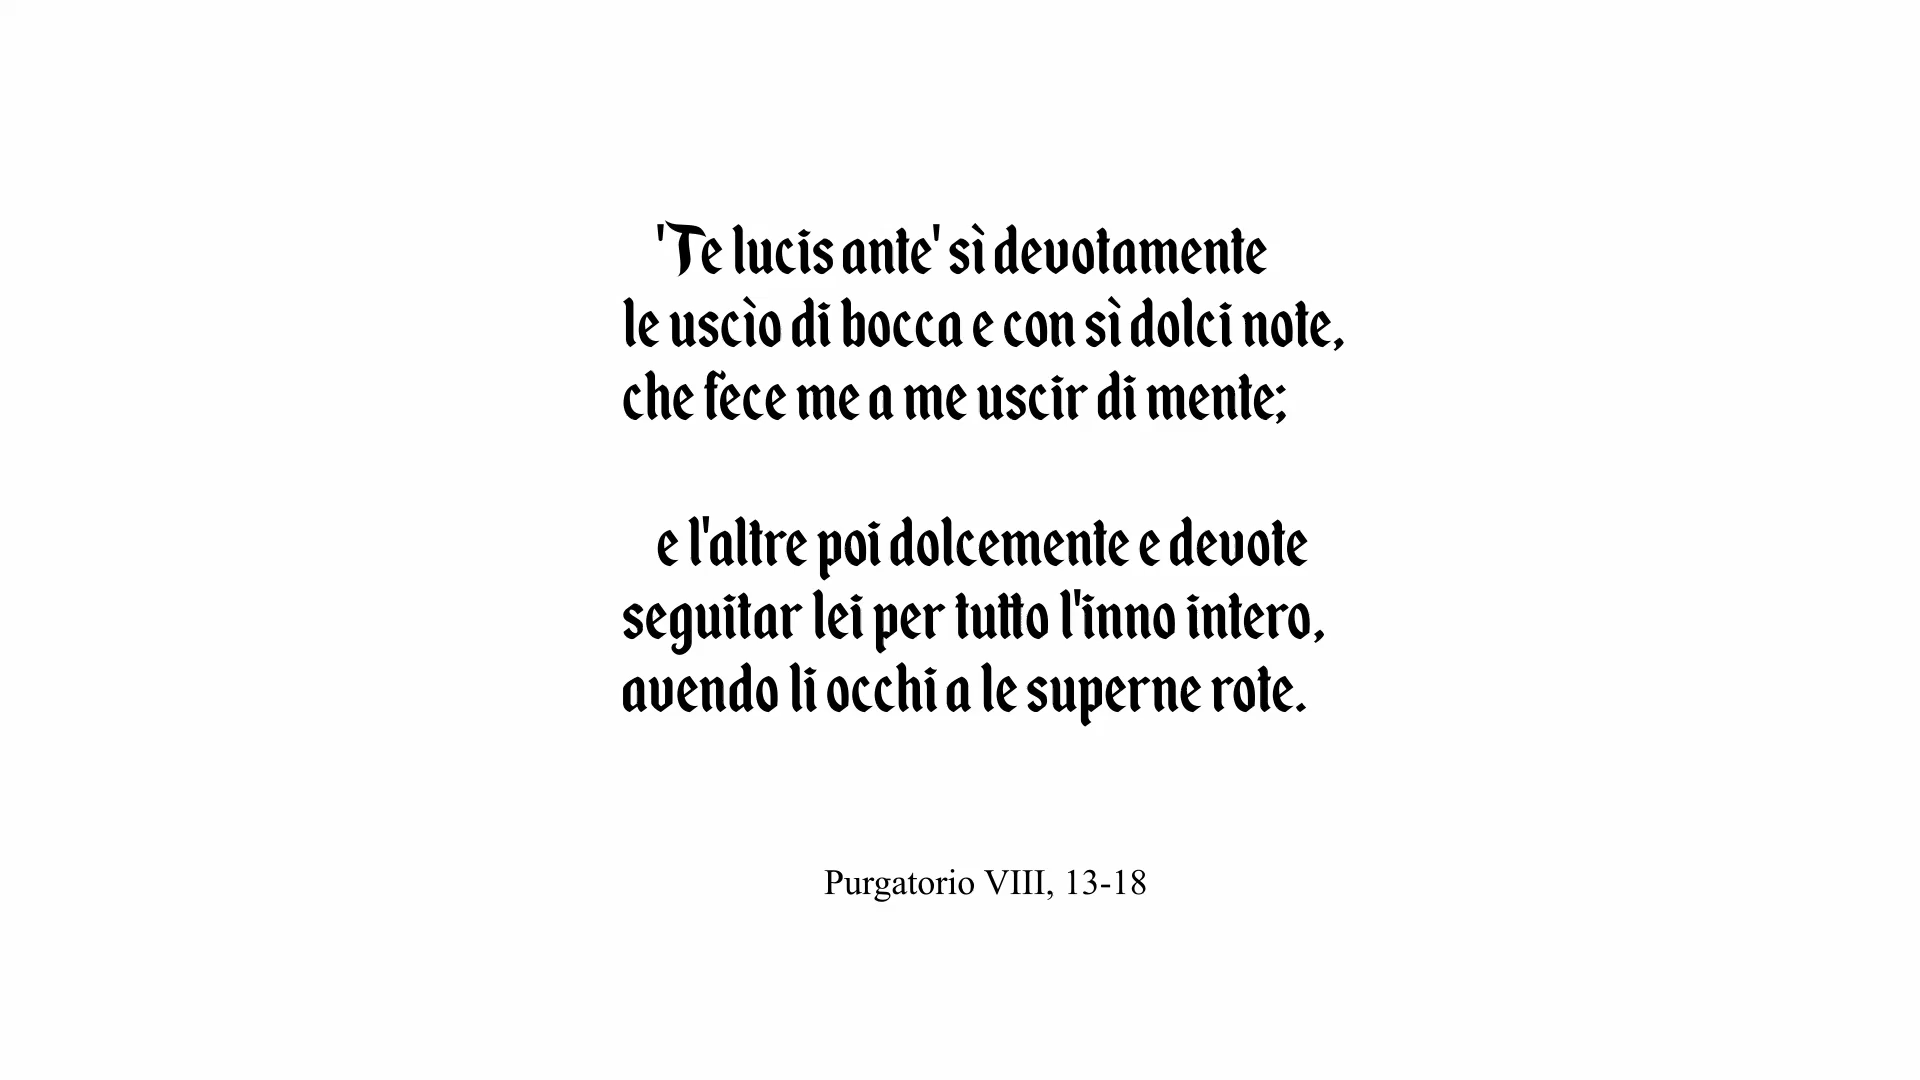 'Te lucis ante' sì devotamente
le uscìo di bocca e con sì dolci note,
che fece me a me uscir di mente;
e l'altre poi dolcemente e devote
seguitar lei per tutto l'inno intero,
avendo li occhi a le superne rote.
Purgatorio VIII, 13-18